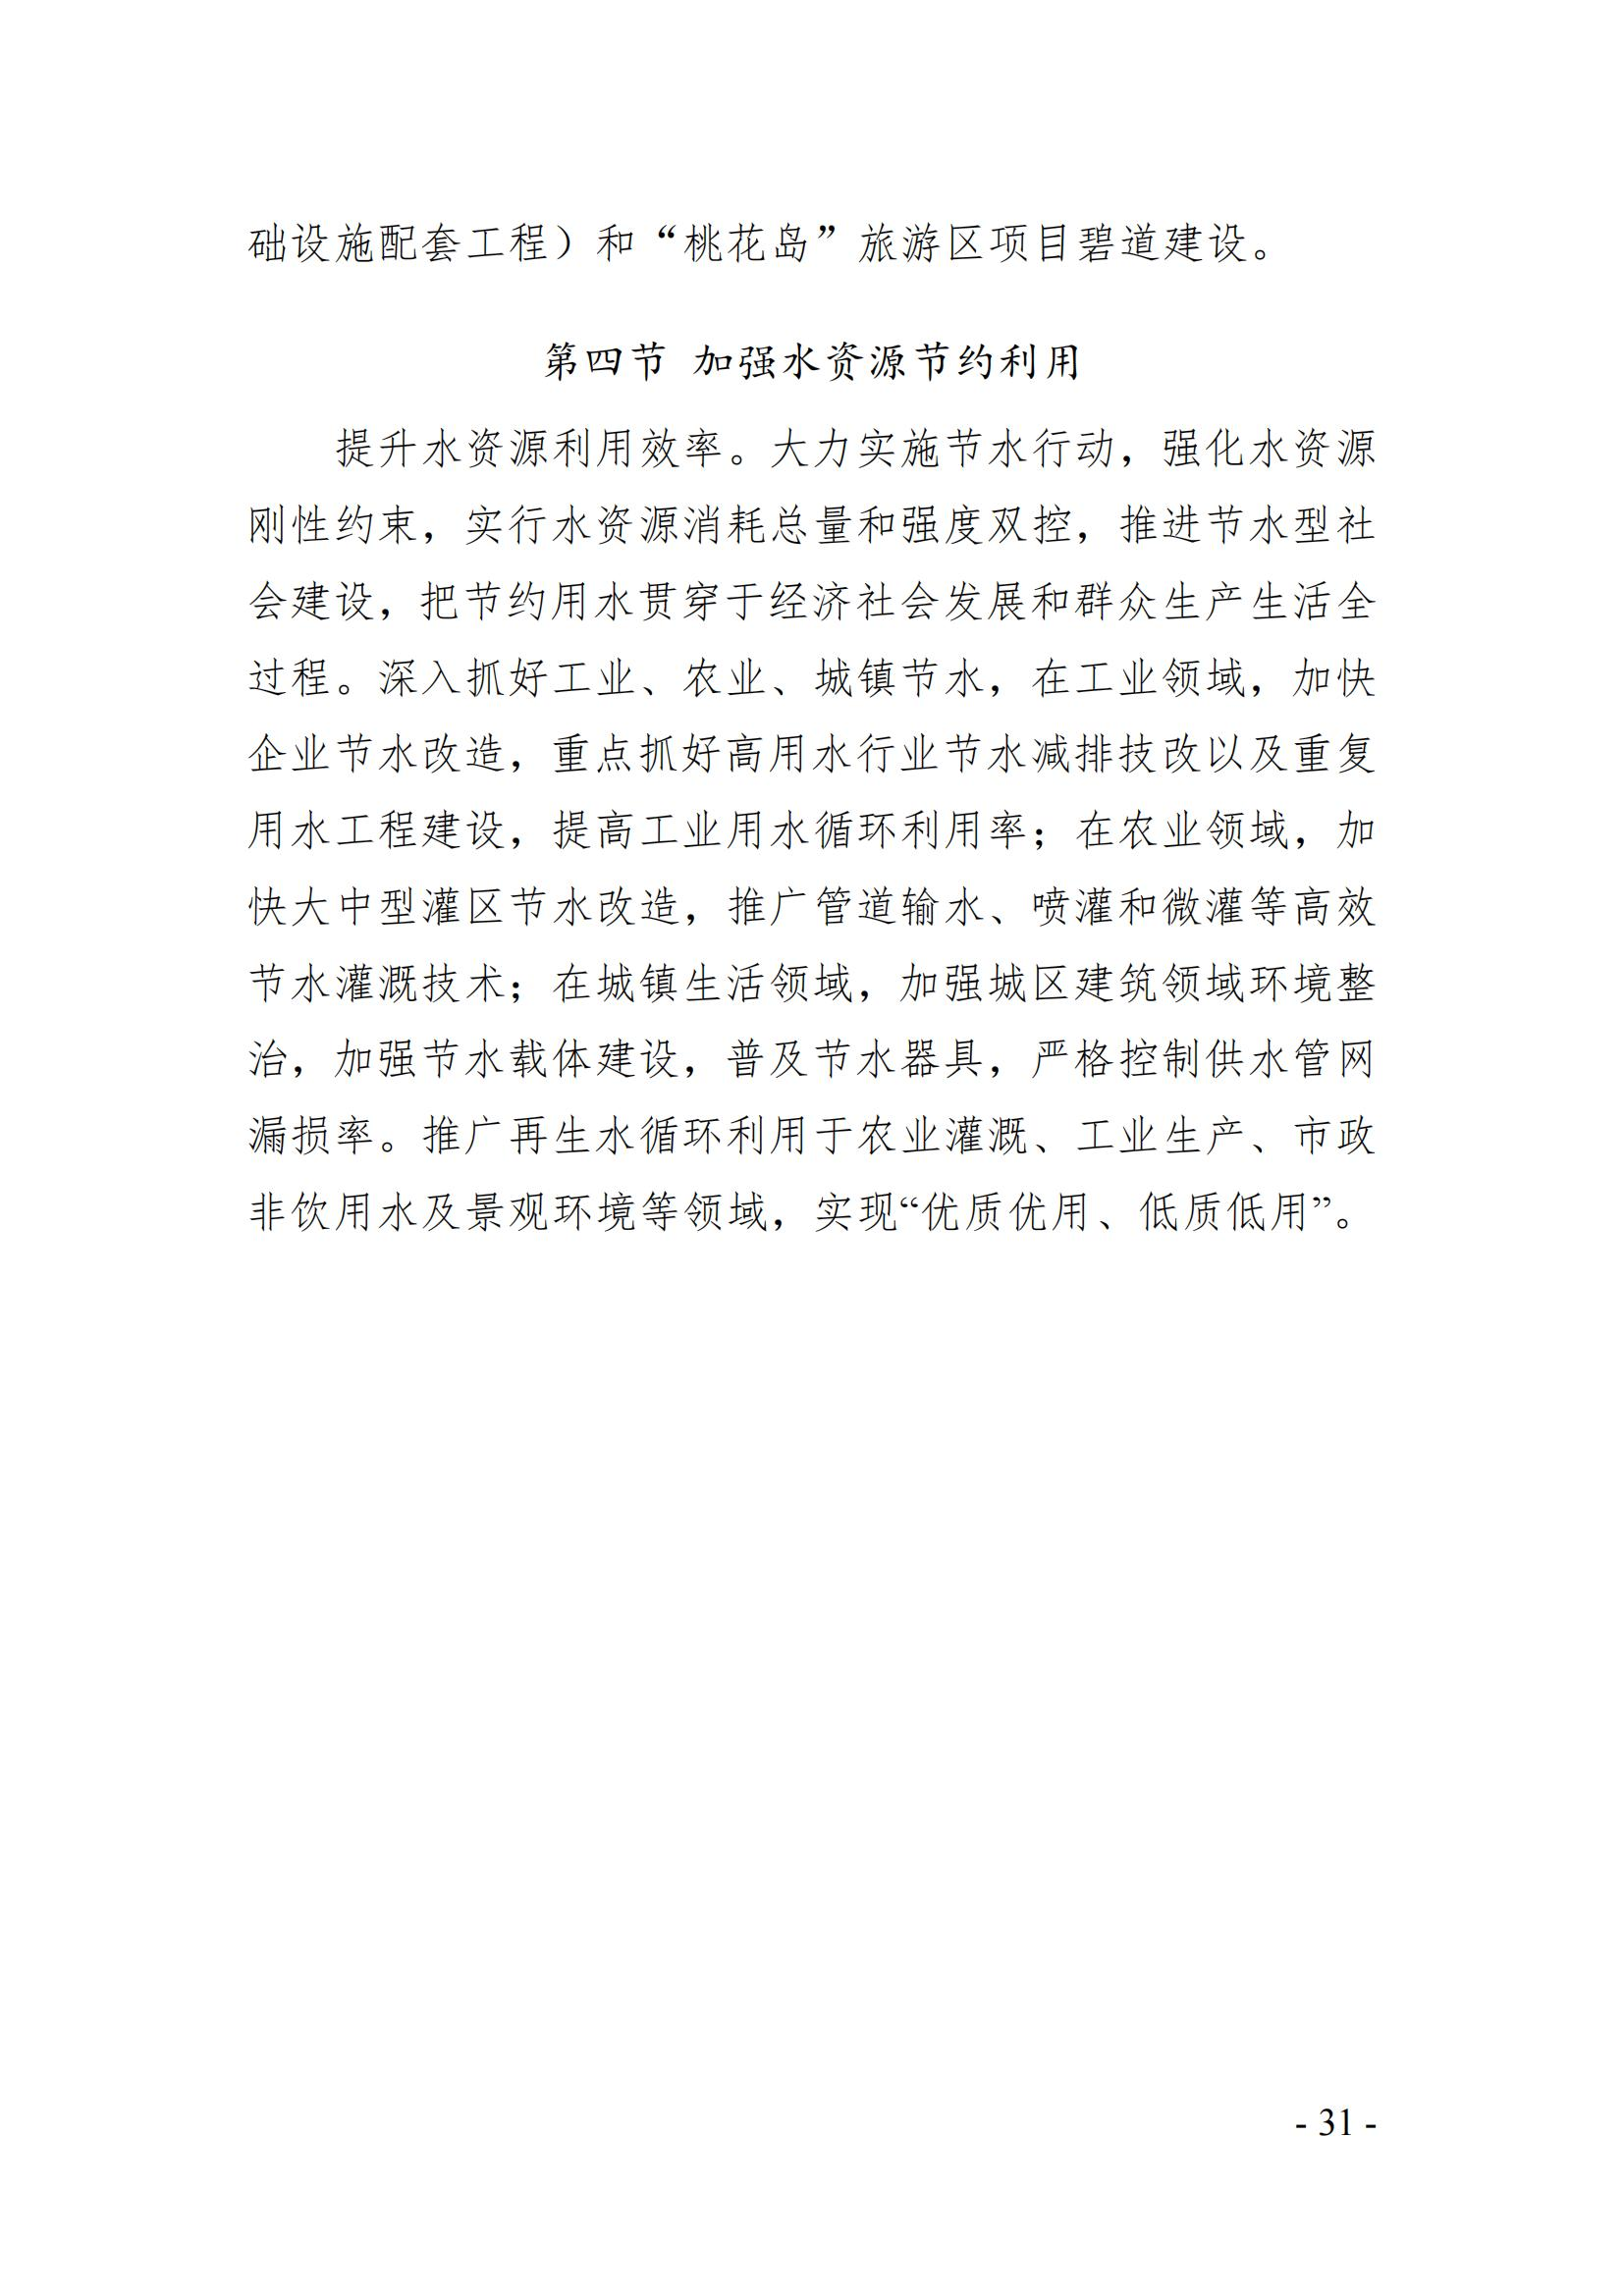 础设施配套工程）和“桃花岛”旅游区项目碧道建设。
第四节 加强水资源节约利用
提升水资源利用效率。大力实施节水行动，强化水资源
刚性约束，实行水资源消耗总量和强度双控，推进节水型社
会建设，把节约用水贯穿于经济社会发展和群众生产生活全
过程。深入抓好工业、农业、城镇节水，在工业领域，加快
企业节水改造，重点抓好高用水行业节水减排技改以及重复
用水工程建设，提高工业用水循环利用率；在农业领域，加
快大中型灌区节水改造，推广管道输水、喷灌和微灌等高效
节水灌溉技术；在城镇生活领域，加强城区建筑领域环境整
治，加强节水载体建设，普及节水器具，严格控制供水管网
漏损率。推广再生水循环利用于农业灌溉、工业生产、市政
非饮用水及景观环境等领域，实现“优质优用、低质低用”。
- 31 -